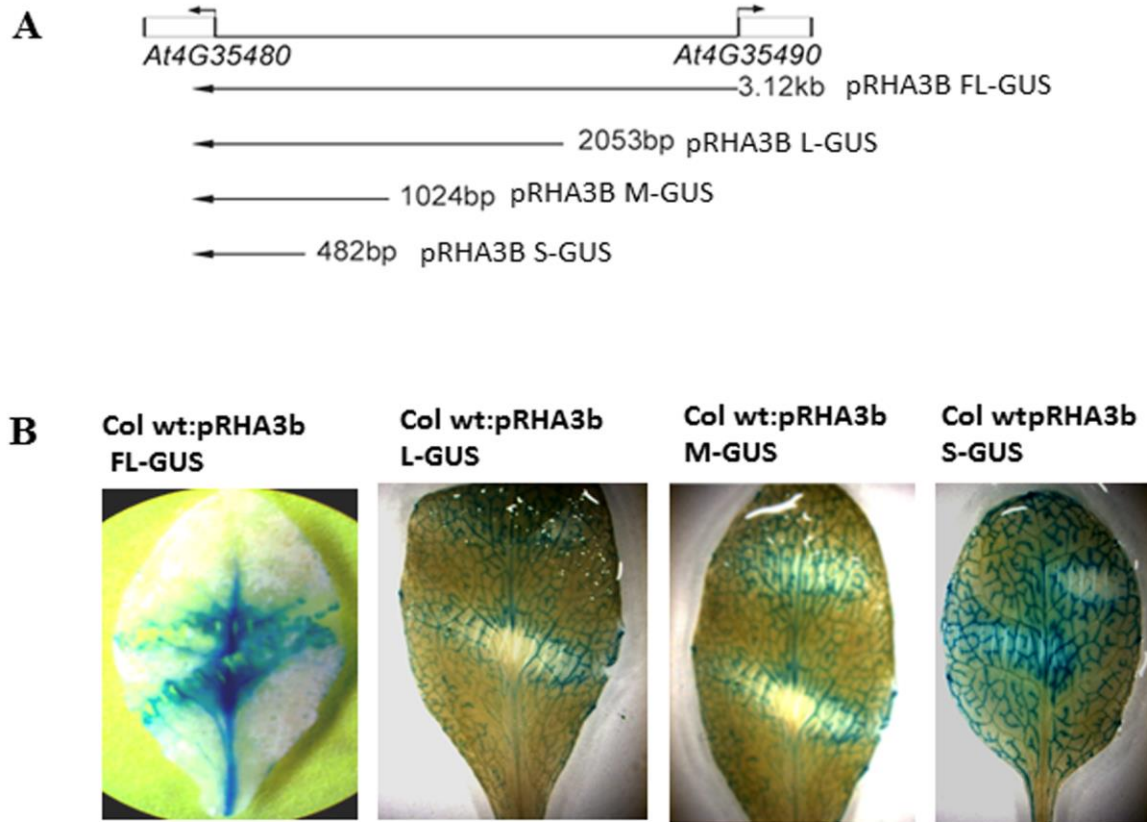 A
At4G35480 At4G35490
3.12kb pRHA3B FL-GUS
2053bp pRHA3B L-GUS
1024bp pRHA3B M-GUS
482bp pRHA3B S-GUS
B
Col wt:pRHA3b FL-GUS
Col wt:pRHA3b L-GUS
Col wt:pRHA3b M-GUS
Col wtpRHA3b S-GUS